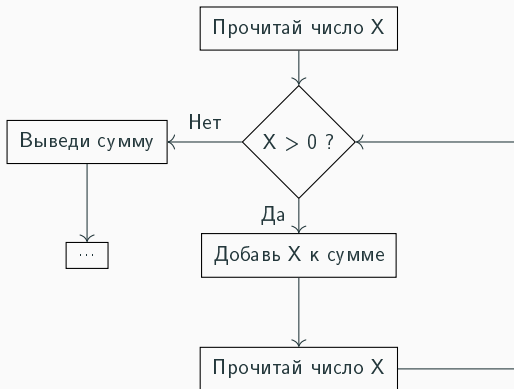 Прочитай число X
X > 0 ?
Нет
Выведи сумму
Да
...
Добавь X к сумме
Прочитай число X